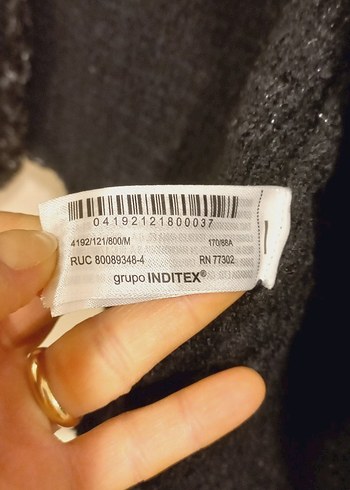 04192121800037
4192/121/800/M 170/88A
RUC 80089348-4 RN 77302
grupo INDITEX®